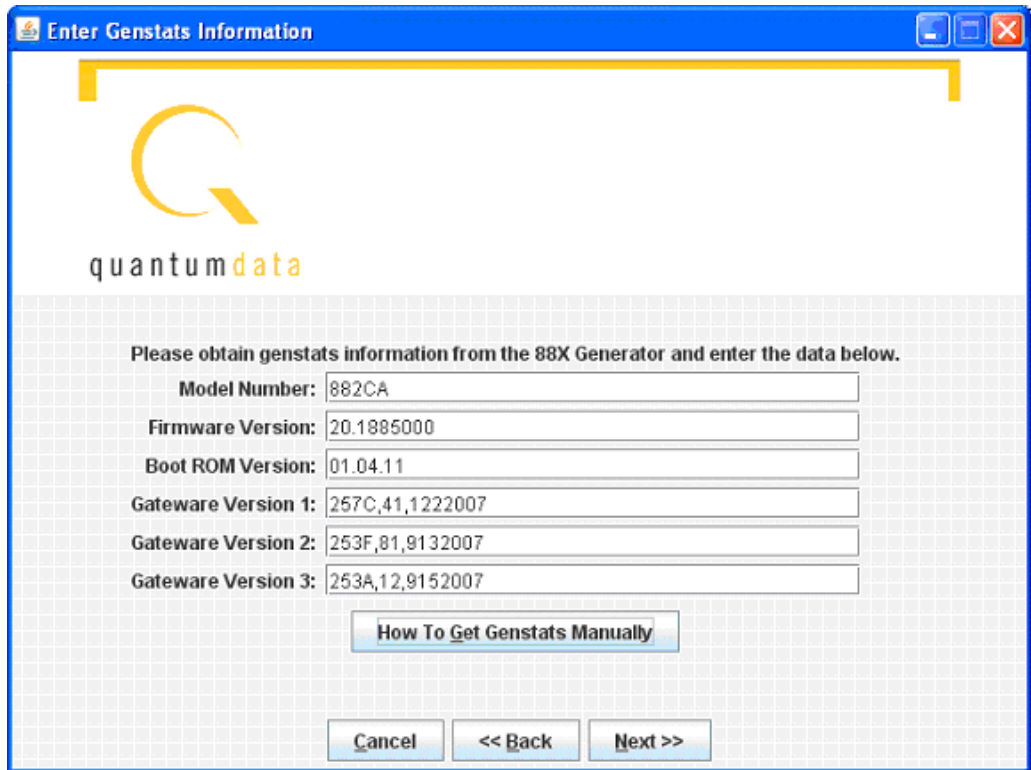 Enter Genstats Information
quantumdata
Please obtain genstats information from the 88X Generator and enter the data below.
Model Number: 882CA
Firmware Version: 20.1885000
Boot ROM Version: 01.04.11
Gateware Version 1: 257C,41,1222007
Gateware Version 2: 253F,81,9132007
Gateware Version 3: 253A,12,9152007
How To Get Genstats Manually
Cancel << Back Next >>